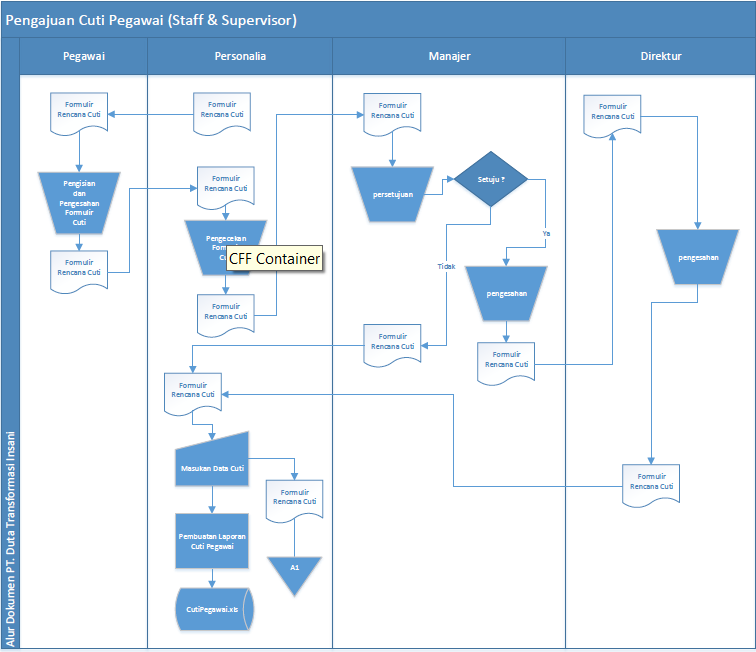 Pengajuan Cuti Pegawai (Staff & Supervisor)
Pegawai
Personalia
Manajer
Direktur
Alur Dokumen PT. Duta Transformasi Insani
Formulir
Rencana Cuti
Formulir
Rencana Cuti
Formulir
Rencana Cuti
Formulir
Rencana Cuti
Pengisian
dan
Pengesahan
Formulir
Cuti
Formulir
Rencana Cuti
persetujuan
Setuju ?
Ya
Tidak
Pengecekan
CFF Container
pengesahan
pengesahan
Formulir
Rencana Cuti
Formulir
Rencana Cuti
Formulir
Rencana Cuti
Formulir
Rencana Cuti
Formulir
Rencana Cuti
Masukan Data Cuti
Formulir
Rencana Cuti
Formulir
Rencana Cuti
Pembuatan Laporan
Cuti Pegawai
A1
CutiPegawai.xls